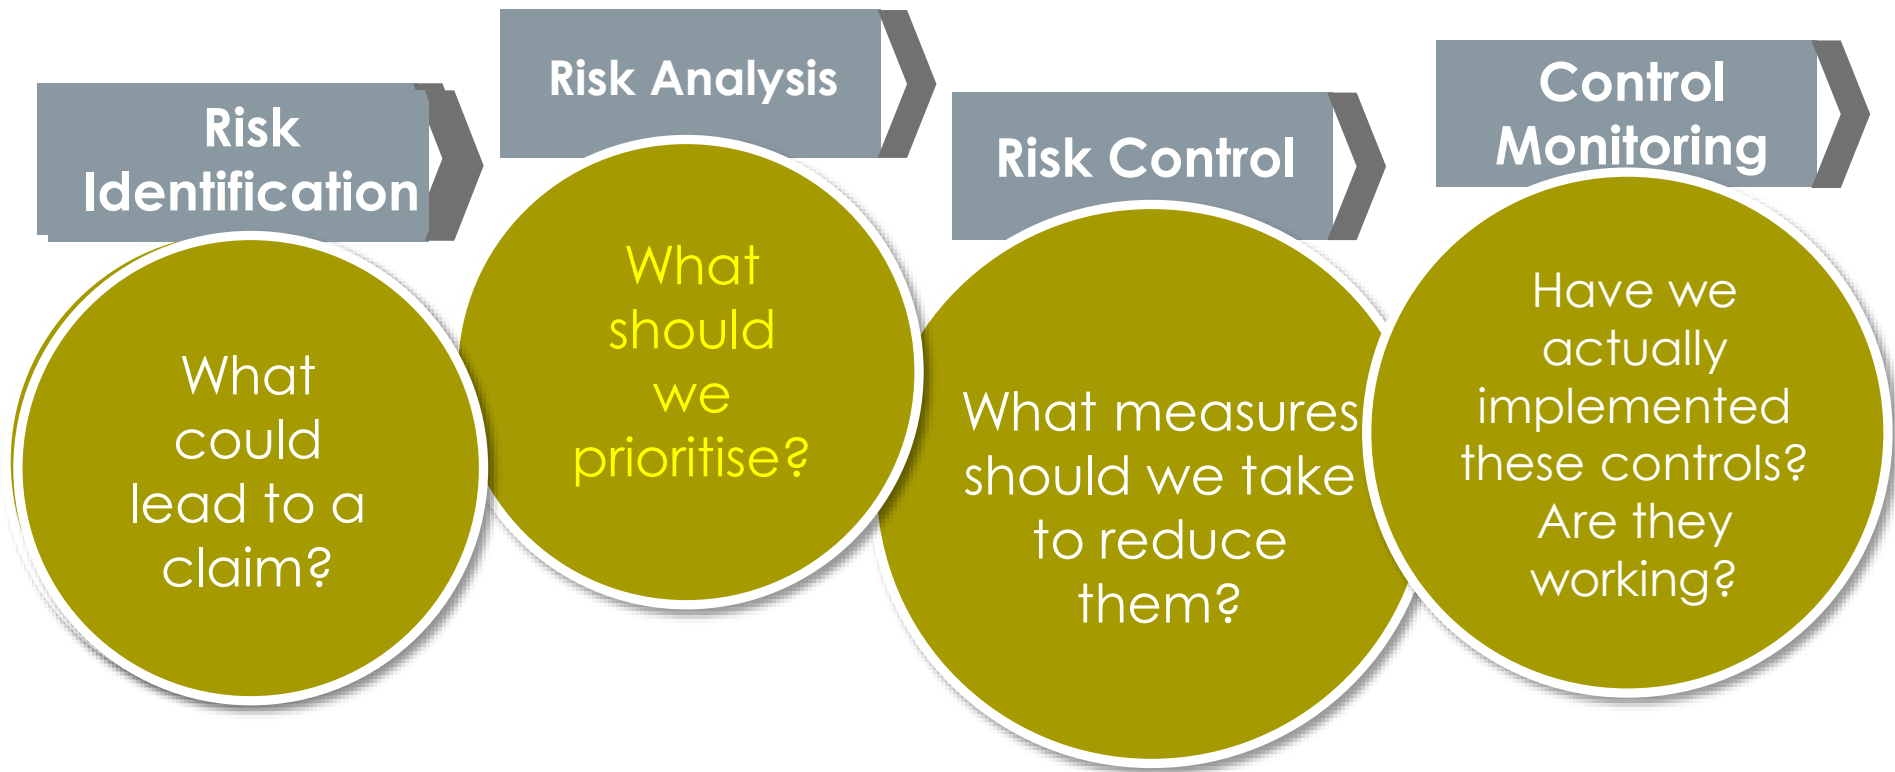 Risk
Identification
What
could
lead to a
claim?
Risk Analysis
What
should
we
prioritise?
Risk Control
What measures
should we take
to reduce
them?
Control
Monitoring
Have we
actually
implemented
these controls?
Are they
working?